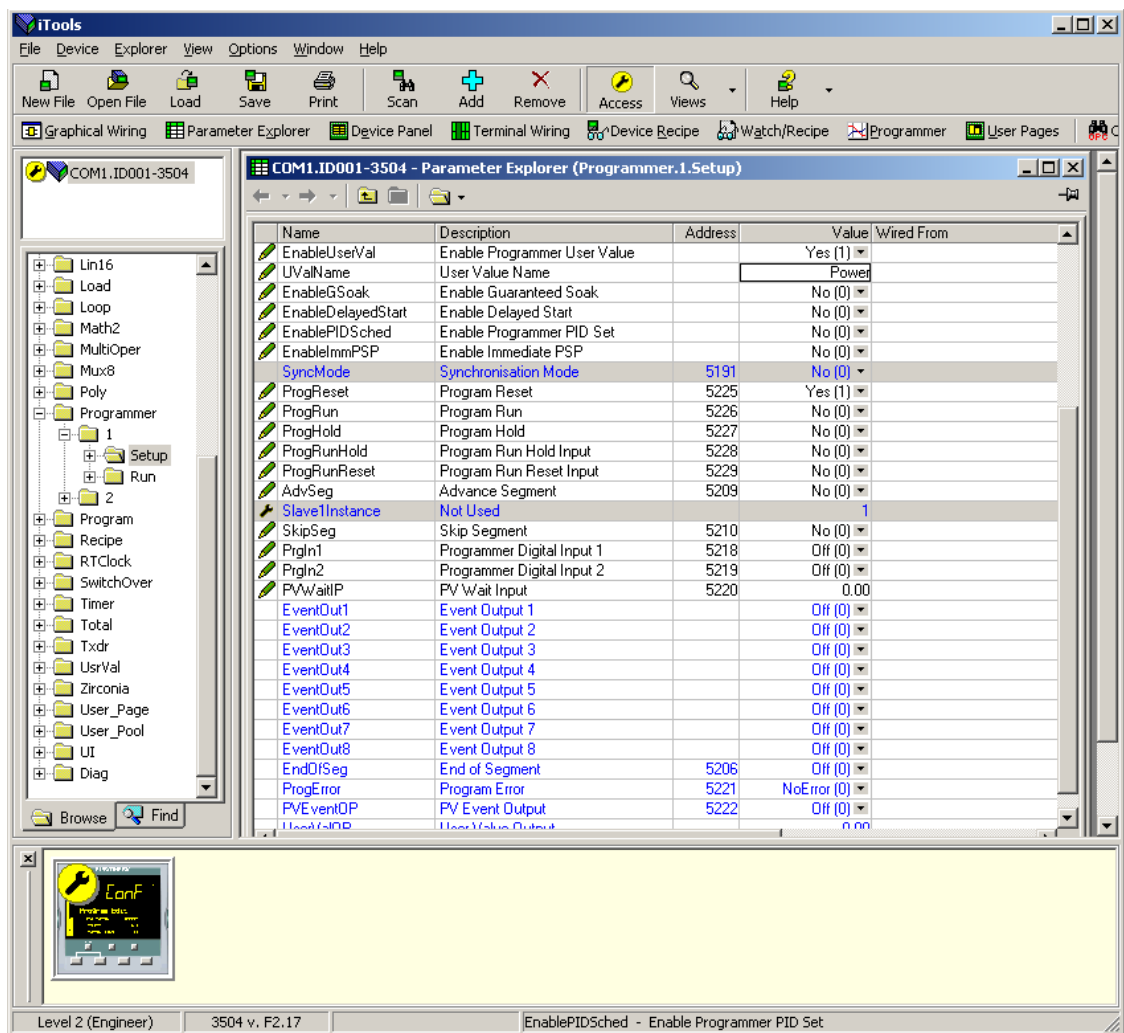 iTools
File Device Explorer View Options Window Help
New File Open File Load Save Print Scan Add Remove Access Views Help
Graphical Wiring Parameter Explorer Device Panel Terminal Wiring Device Recipe Watch/Recipe Programmer User Pages OPC
COM1.ID001-3504
COM1.ID001-3504 - Parameter Explorer (Programmer.1.Setup)
Lin16
Load
Loop
Math2
MultiOper
Mux8
Poly
Programmer
1
Setup
Run
2
Program
Recipe
RTClock
SwitchOver
Timer
Total
Txdr
UsrVal
Zirconia
User_Page
User_Pool
UI
Diag
Browse Find
Name Description Address Value Wired From
EnableUserVal Enable Programmer User Value Yes (1)
UValName User Value Name Power
EnableGSoak Enable Guaranteed Soak No (0)
EnableDelayedStart Enable Delayed Start No (0)
EnablePIDSched Enable Programmer PID Set No (0)
EnableImmPSP Enable Immediate PSP No (0)
SyncMode Synchronisation Mode 5191 No (0)
ProgReset Program Reset 5225 Yes (1)
ProgRun Program Run 5226 No (0)
ProgHold Program Hold 5227 No (0)
ProgRunHold Program Run Hold Input 5228 No (0)
ProgRunReset Program Run Reset Input 5229 No (0)
AdvSeg Advance Segment 5209 No (0)
Slave1Instance Not Used 1
SkipSeg Skip Segment 5210 No (0)
PrgIn1 Programmer Digital Input 1 5218 Off (0)
PrgIn2 Programmer Digital Input 2 5219 Off (0)
PVWaitIP PV Wait Input 5220 0.00
EventOut1 Event Output 1 Off (0)
EventOut2 Event Output 2 Off (0)
EventOut3 Event Output 3 Off (0)
EventOut4 Event Output 4 Off (0)
EventOut5 Event Output 5 Off (0)
EventOut6 Event Output 6 Off (0)
EventOut7 Event Output 7 Off (0)
EventOut8 Event Output 8 Off (0)
EndOfSeg End of Segment 5206 Off (0)
ProgError Program Error 5221 NoError (0)
PVEventOP PV Event Output 5222 Off (0)
UserValOP User Value Output 0.00
ConF
Level 2 (Engineer) 3504 v. F2.17 EnablePIDSched - Enable Programmer PID Set